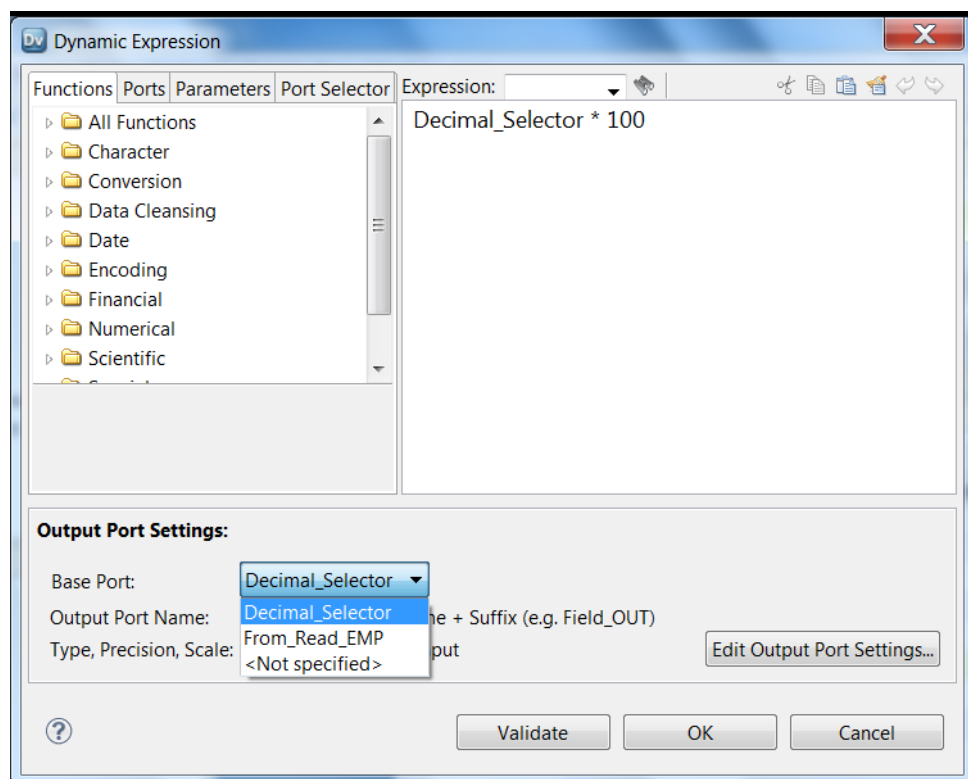 Dv Dynamic Expression
Functions Ports Parameters Port Selector Expression:
All Functions
Character
Conversion
Data Cleansing
Date
Encoding
Financial
Numerical
Scientific
Decimal_Selector * 100
Output Port Settings:
Base Port: Decimal_Selector
Decimal_Selector
From_Read_EMP
<Not specified>
Output Port Name: + Suffix (e.g. Field_OUT)
Type, Precision, Scale:
Edit Output Port Settings...
? Validate OK Cancel